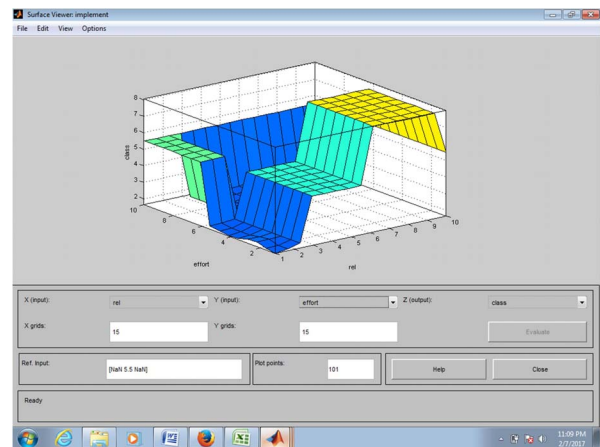 Surface Viewer: implement
File Edit View Options
8
7
6
5
4
3
2
class
10
8
6
4
2
effort
1
2
3
4
5
6
7
8
9
10
rel
X (input): rel Y (input): effort Z (output): class
X grids: 15 Y grids: 15 Evaluate
Ref. Input: [NaN 5.5 NaN] Plot points: 101 Help Close
Ready
11:09 PM
2/7/2017